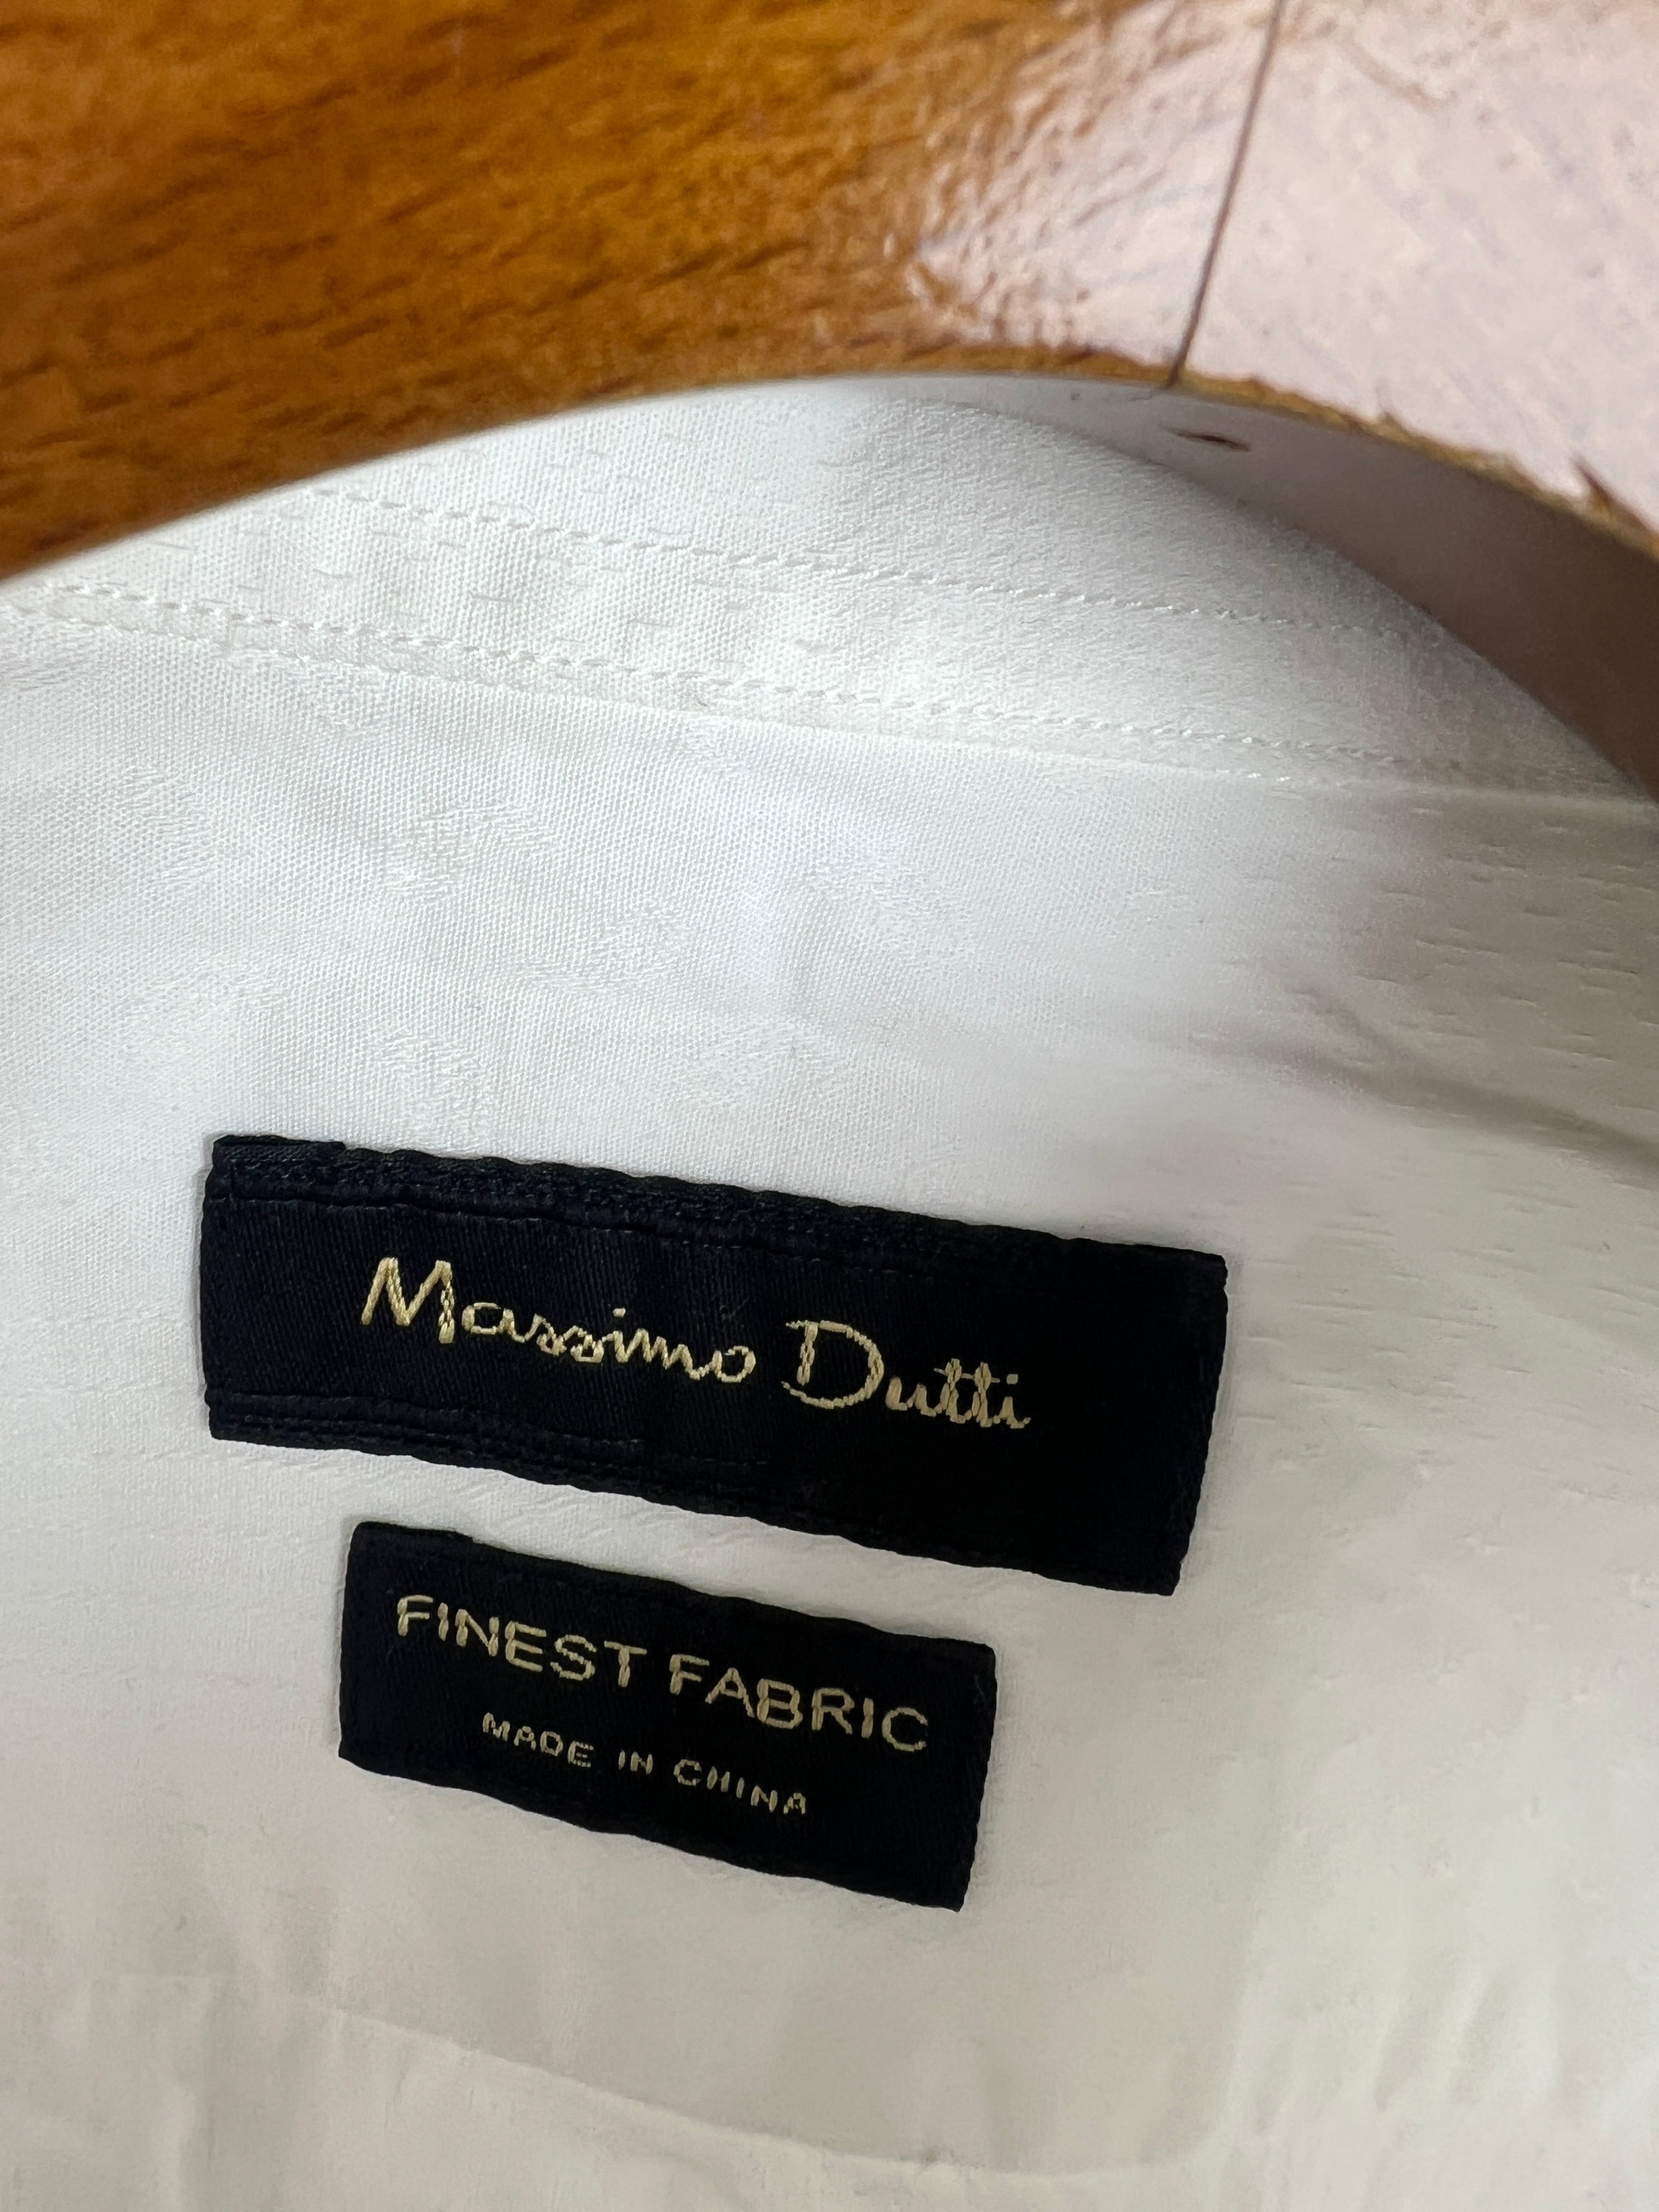 Massimo Dutti
FINEST FABRIC
MADE IN CHINA